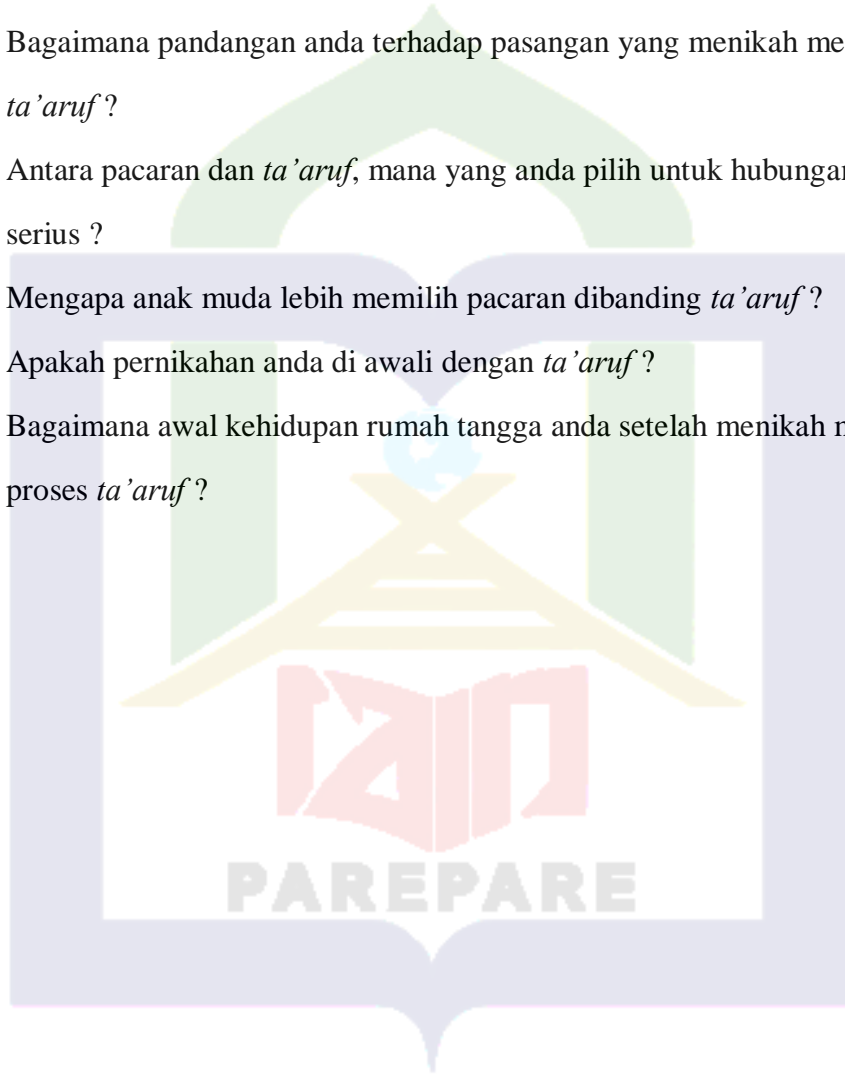 Bagaimana pandangan anda terhadap pasangan yang menikah
ta’aruf ?
Antara pacaran dan ta’aruf, mana yang anda pilih untuk
serius ?
Mengapa anak muda lebih memilih pacaran dibanding ta’aruf ?
Apakah pernikahan anda di awali dengan ta’aruf ?
Bagaimana awal kehidupan rumah tangga anda setelah menikah
proses ta’aruf ?
iain
PAREPARE